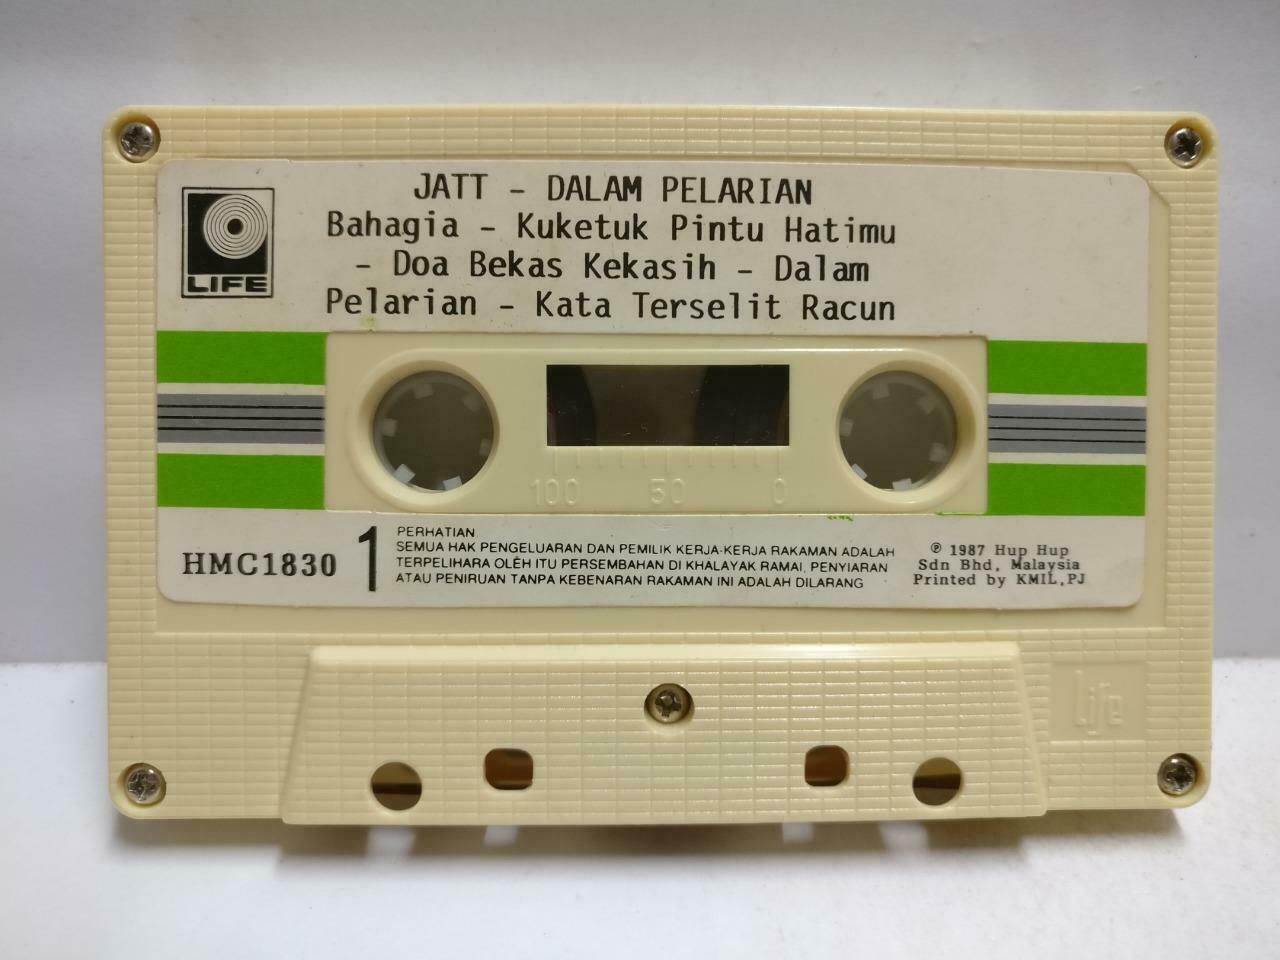 LIFE
JATT - DALAM PELARIAN
Bahagia - Kuketuk Pintu Hatimu
- Doa Bekas Kekasih - Dalam
Pelarian - Kata Terselit Racun
100 50 0
HMC1830
1
PERHATIAN
SEMUA HAK PENGELUARAN DAN PEMILIK KERJA-KERJA RAKAMAN ADALAH
TERPELIHARA OLEH ITU PERSEMBAHAN DI KHALAYAK RAMAI, PENYIARAN
ATAU PENIRUAN TANPA KEBENARAN RAKAMAN INI ADALAH DILARANG
℗ 1987 Hup Hup
Sdn Bhd, Malaysia
Printed by KMIL,PJ
Life